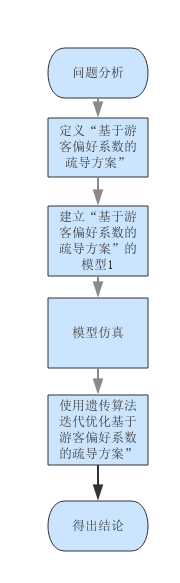 问题分析
定义“基于游
客偏好系数的
疏导方案”
建立“基于游
客偏好系数的
疏导方案”的
模型1
模型仿真
使用遗传算法
迭代优化基于
游客偏好系数
的疏导方案”
得出结论